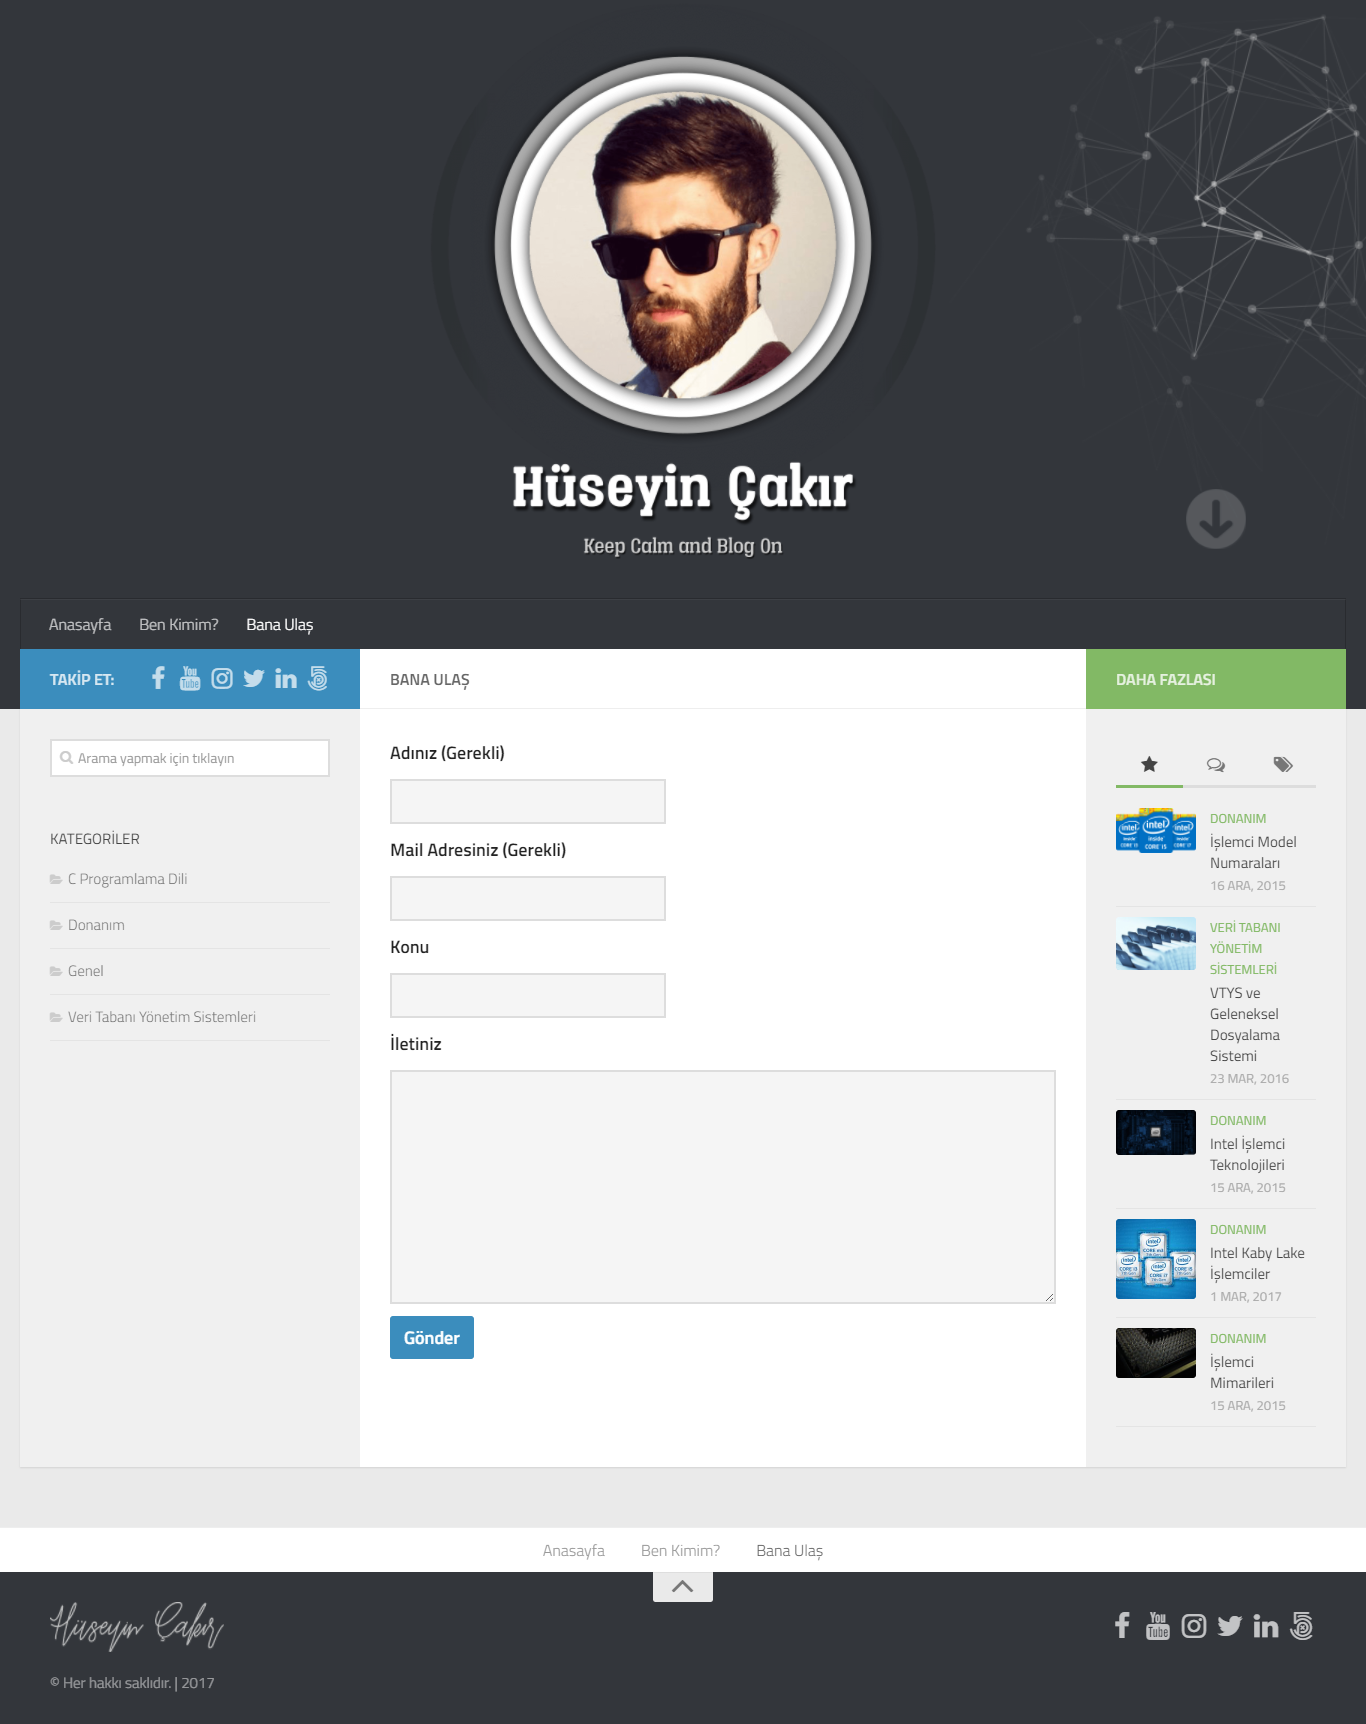 Hüseyin Çakır
Keep Calm and Blog On
Anasayfa
Ben Kimim?
Bana Ulaş
TAKİP ET:
You
Tube
BANA ULAŞ
DAHA FAZLASI
Arama yapmak için tıklayın
KATEGORİLER
C Programlama Dili
Donanım
Genel
Veri Tabanı Yönetim Sistemleri
Adınız (Gerekli)
Mail Adresiniz (Gerekli)
Konu
İletiniz
Gönder
DONANIM
İşlemci Model
Numaraları
16 ARA, 2015
VERİ TABANI
YÖNETİM
SİSTEMLERİ
VTYS ve
Geleneksel
Dosyalama
Sistemi
23 MAR, 2016
DONANIM
Intel İşlemci
Teknolojileri
15 ARA, 2015
DONANIM
Intel Kaby Lake
İşlemciler
1 MAR, 2017
DONANIM
İşlemci
Mimarileri
15 ARA, 2015
Anasayfa
Ben Kimim?
Bana Ulaş
Hüseyin Çakır
You
Tube
© Her hakkı saklıdır. | 2017